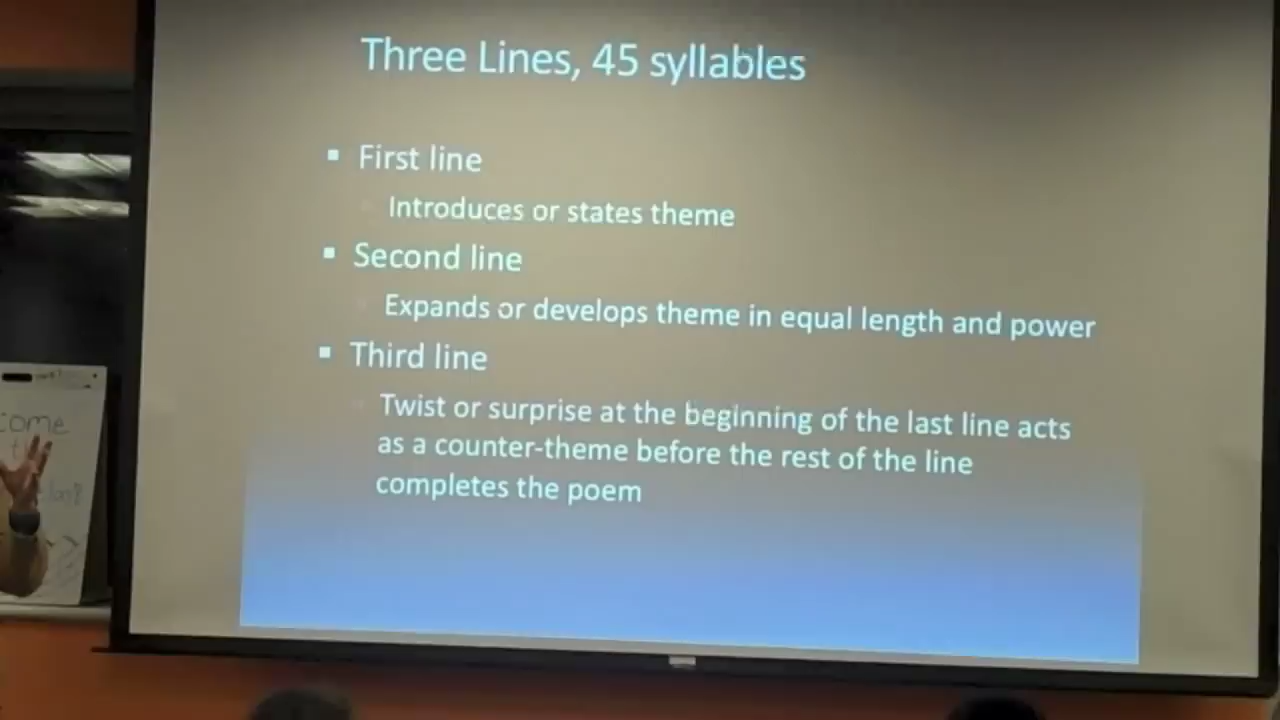 Three Lines, 45 syllables
▪ First line
Introduces or states theme
▪ Second line
Expands or develops theme in equal length and power
▪ Third line
Twist or surprise at the beginning of the last line acts
as a counter-theme before the rest of the line
completes the poem
come